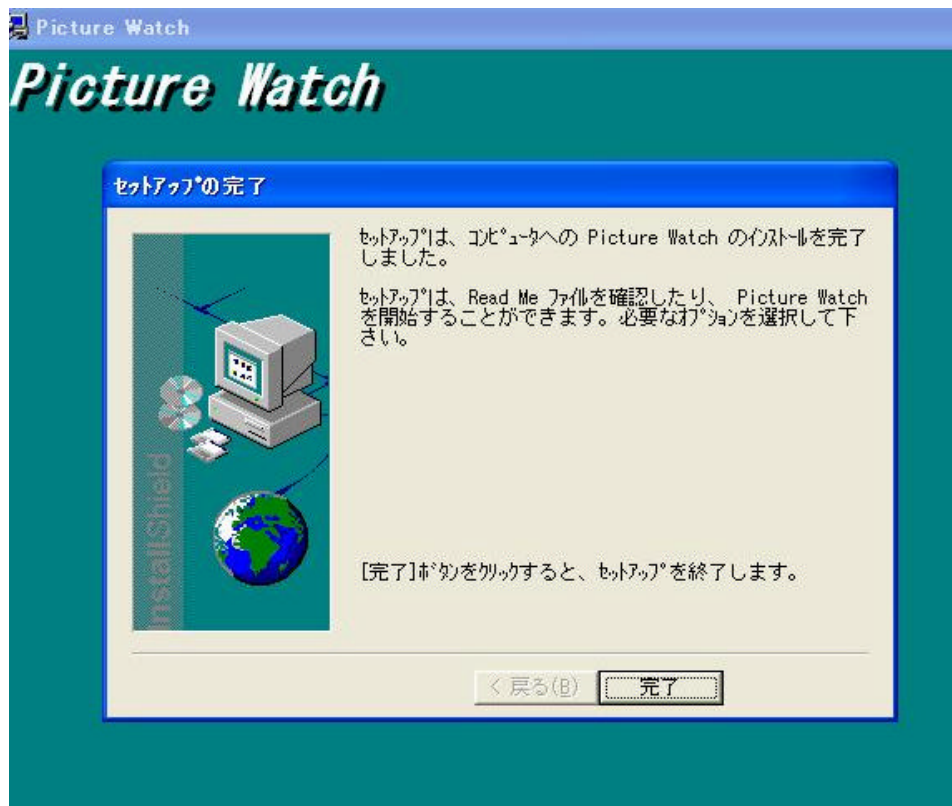 Picture Watch
Picture Watch
ｾｯﾄｱｯﾌﾟの完了
ｾｯﾄｱｯﾌﾟは、ｺﾝﾋﾟｭｰﾀへの Picture Watch のｲﾝｽﾄｰﾙを完了
しました。
ｾｯﾄｱｯﾌﾟは、Read Me ﾌｧｲﾙを確認したり、 Picture Watch
を開始することができます。必要なｵﾌﾟｼｮﾝを選択して下
さい。
InstallShield
[完了]ﾎﾞﾀﾝをｸﾘｯｸすると、ｾｯﾄｱｯﾌﾟを終了します。
< 戻る(B)
完了